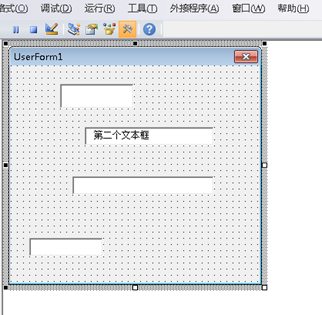 格式(O) 调试(D) 运行(R) 工具(T) 外接程序(A) 窗口(W) 帮助(H)
UserForm1
第二个文本框